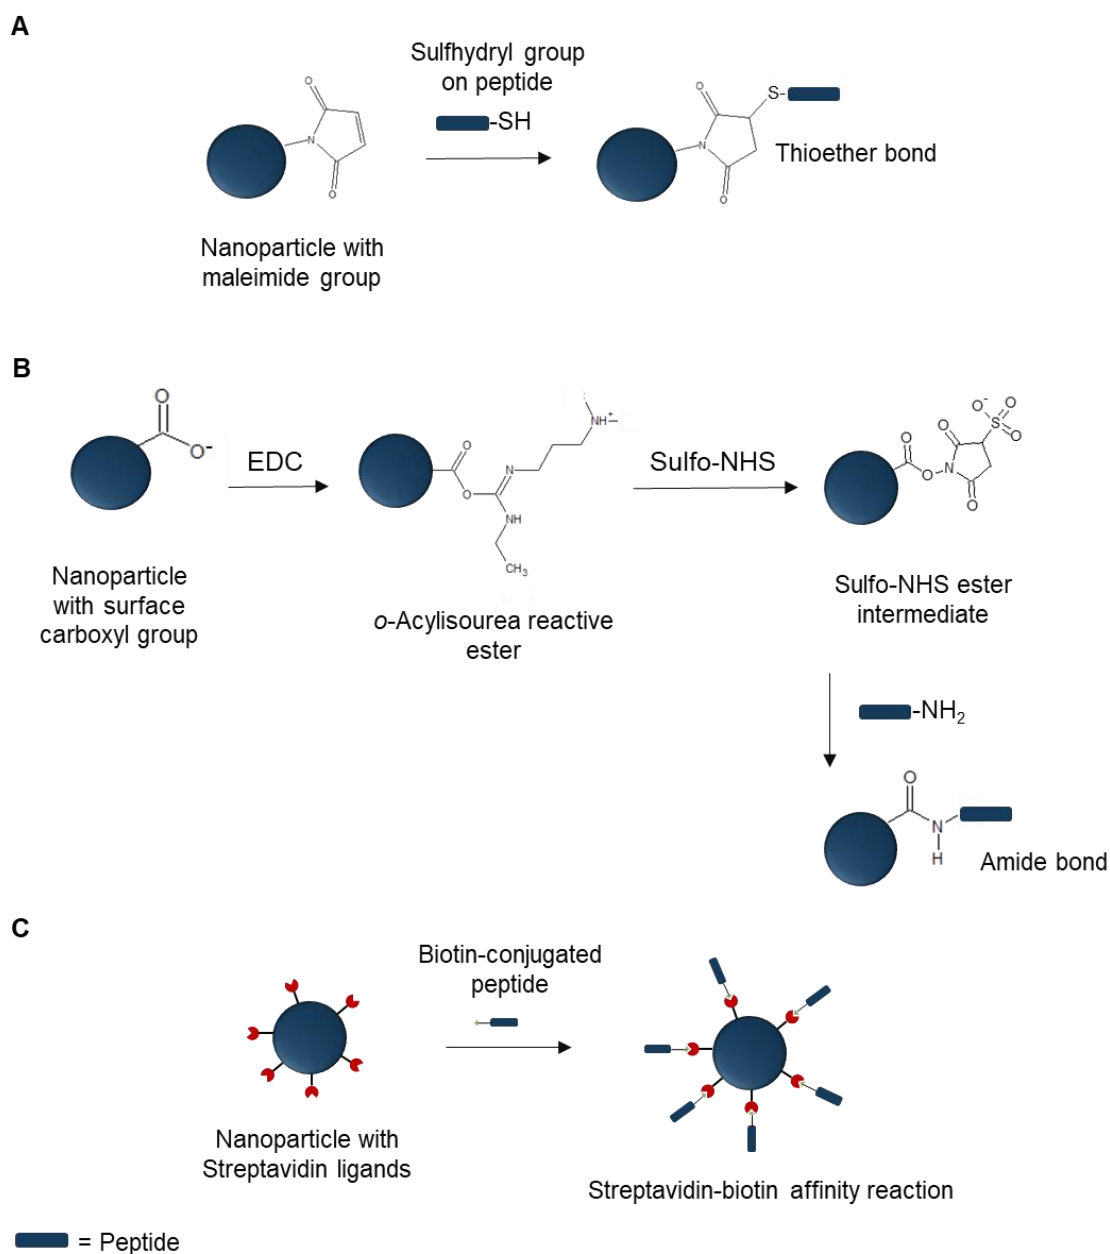 A
Sulfhydryl group
on peptide
-SH
O
N
O
O
N
O
S-
Thioether bond
Nanoparticle with
maleimide group
B
O
O-
EDC
O
O
N
NH+
NH
CH3
Sulfo-NHS
O
O
N
O
O
O-
S
O
O
Nanoparticle
with surface
carboxyl group
o-Acylisourea reactive
ester
Sulfo-NHS ester
intermediate
-NH2
O
N
H
Amide bond
C
Biotin-conjugated
peptide
Nanoparticle with
Streptavidin ligands
Streptavidin-biotin affinity reaction
= Peptide